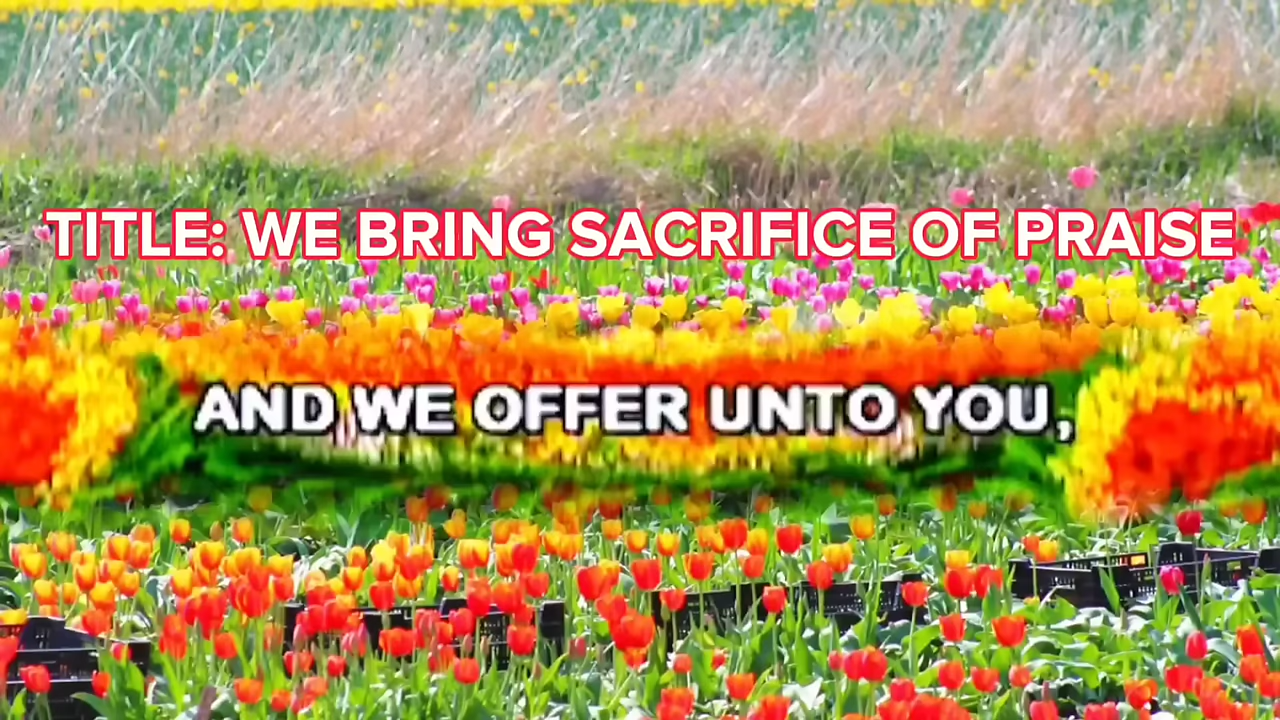 TITLE: WE BRING SACRIFICE OF PRAISE
AND WE OFFER UNTO YOU,